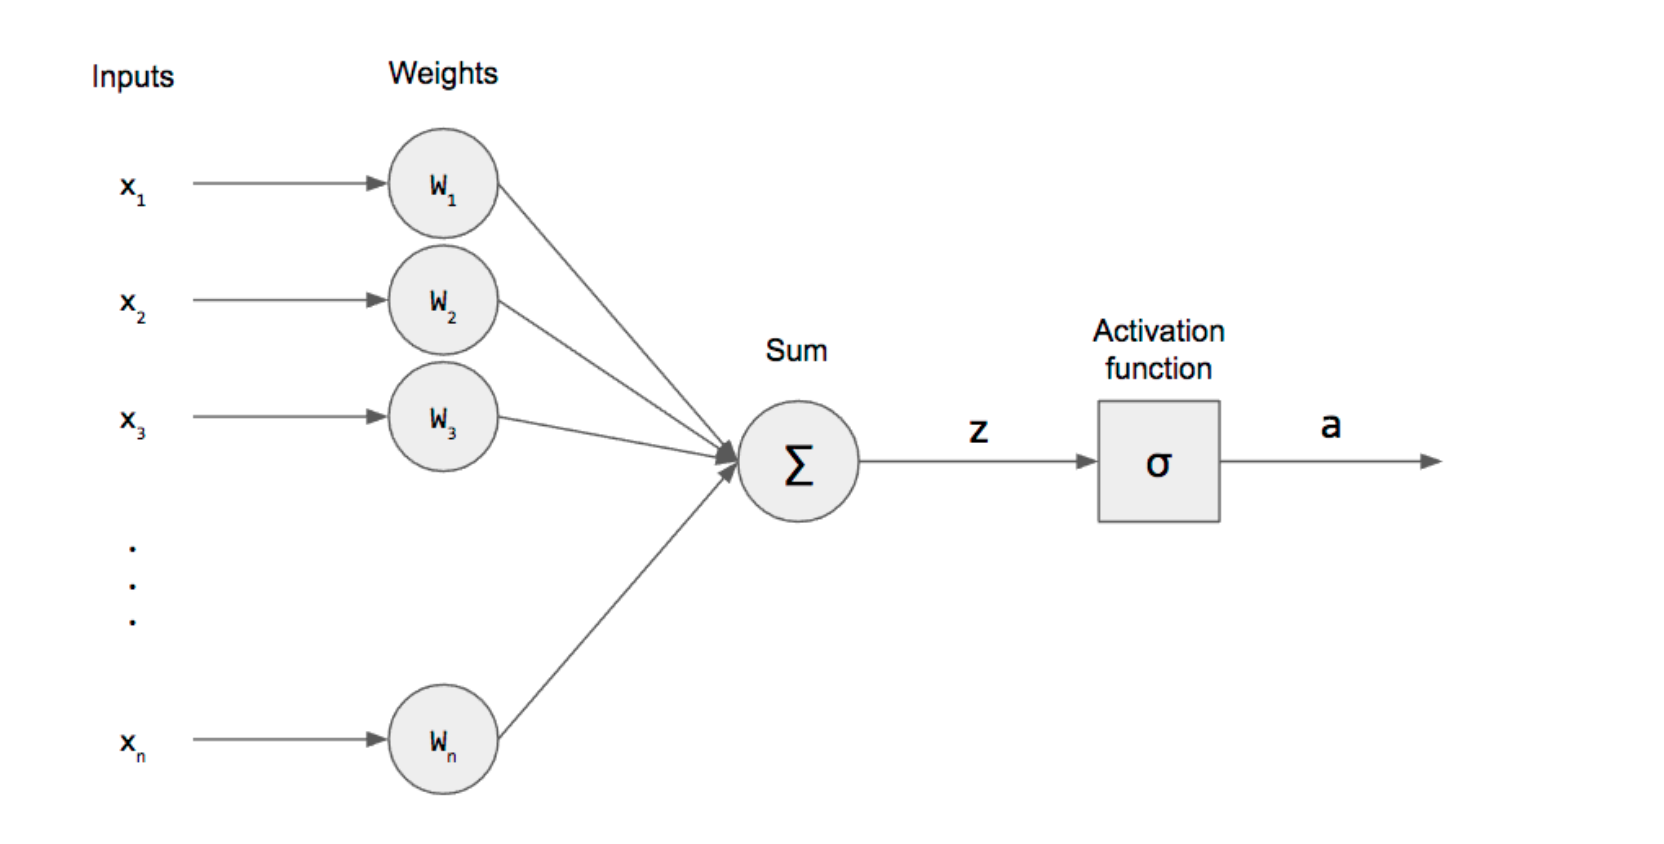 Inputs
Weights
x1
W1
x2
W2
x3
W3
Sum
Σ
z
Activation
function
σ
a
.
.
.
xn
Wn